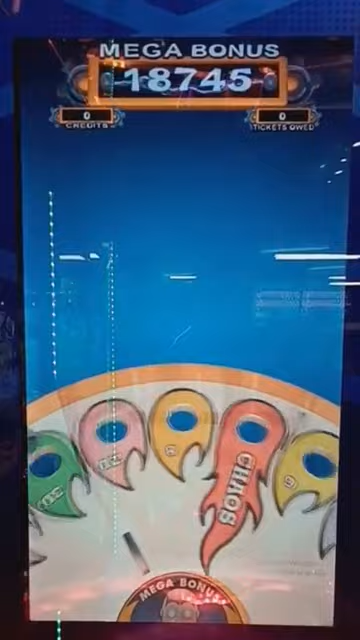 MEGA BONUS
18745
0
CREDITS
0
TICKETS OWED
CHAOS
MEGA BONUS